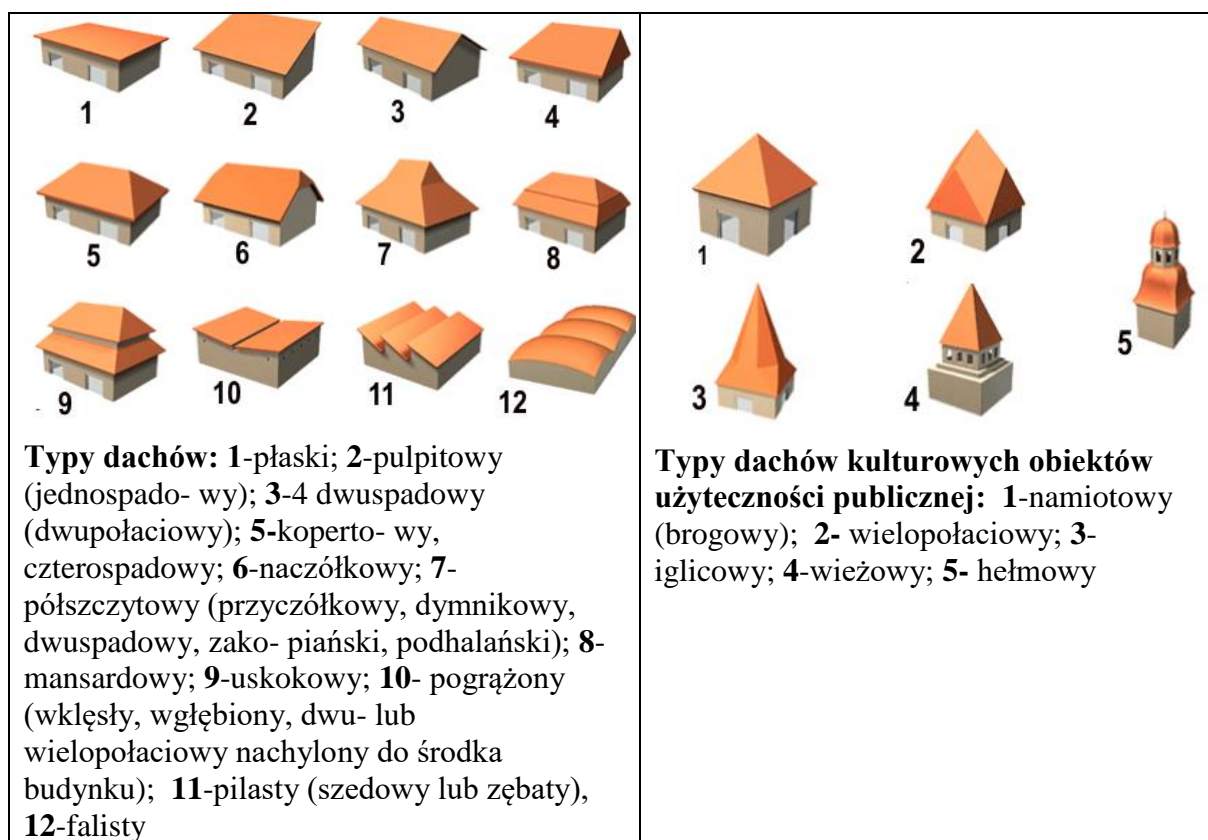 1 2 3 4
5 6 7 8
9 10 11 12
Typy dachów: 1-płaski; 2-pulpitowy
(jednospado- wy); 3-4 dwuspadowy
(dwupołaciowy); 5-koperto- wy,
czterospadowy; 6-naczółkowy; 7-
półszczytowy (przyczółkowy, dymnikowy,
dwuspadowy, zako- piański, podhalański); 8-
mansardowy; 9-uskokowy; 10- pogrążony
(wklęsły, wgłębiony, dwu- lub
wielopołaciowy nachylony do środka
budynku); 11-pilasty (szedowy lub zębaty),
12-falisty
1 2
3 4 5
Typy dachów kulturowych obiektów
użyteczności publicznej: 1-namiotowy
(brogowy); 2- wielopołaciowy; 3-
iglicowy; 4-wieżowy; 5- hełmowy